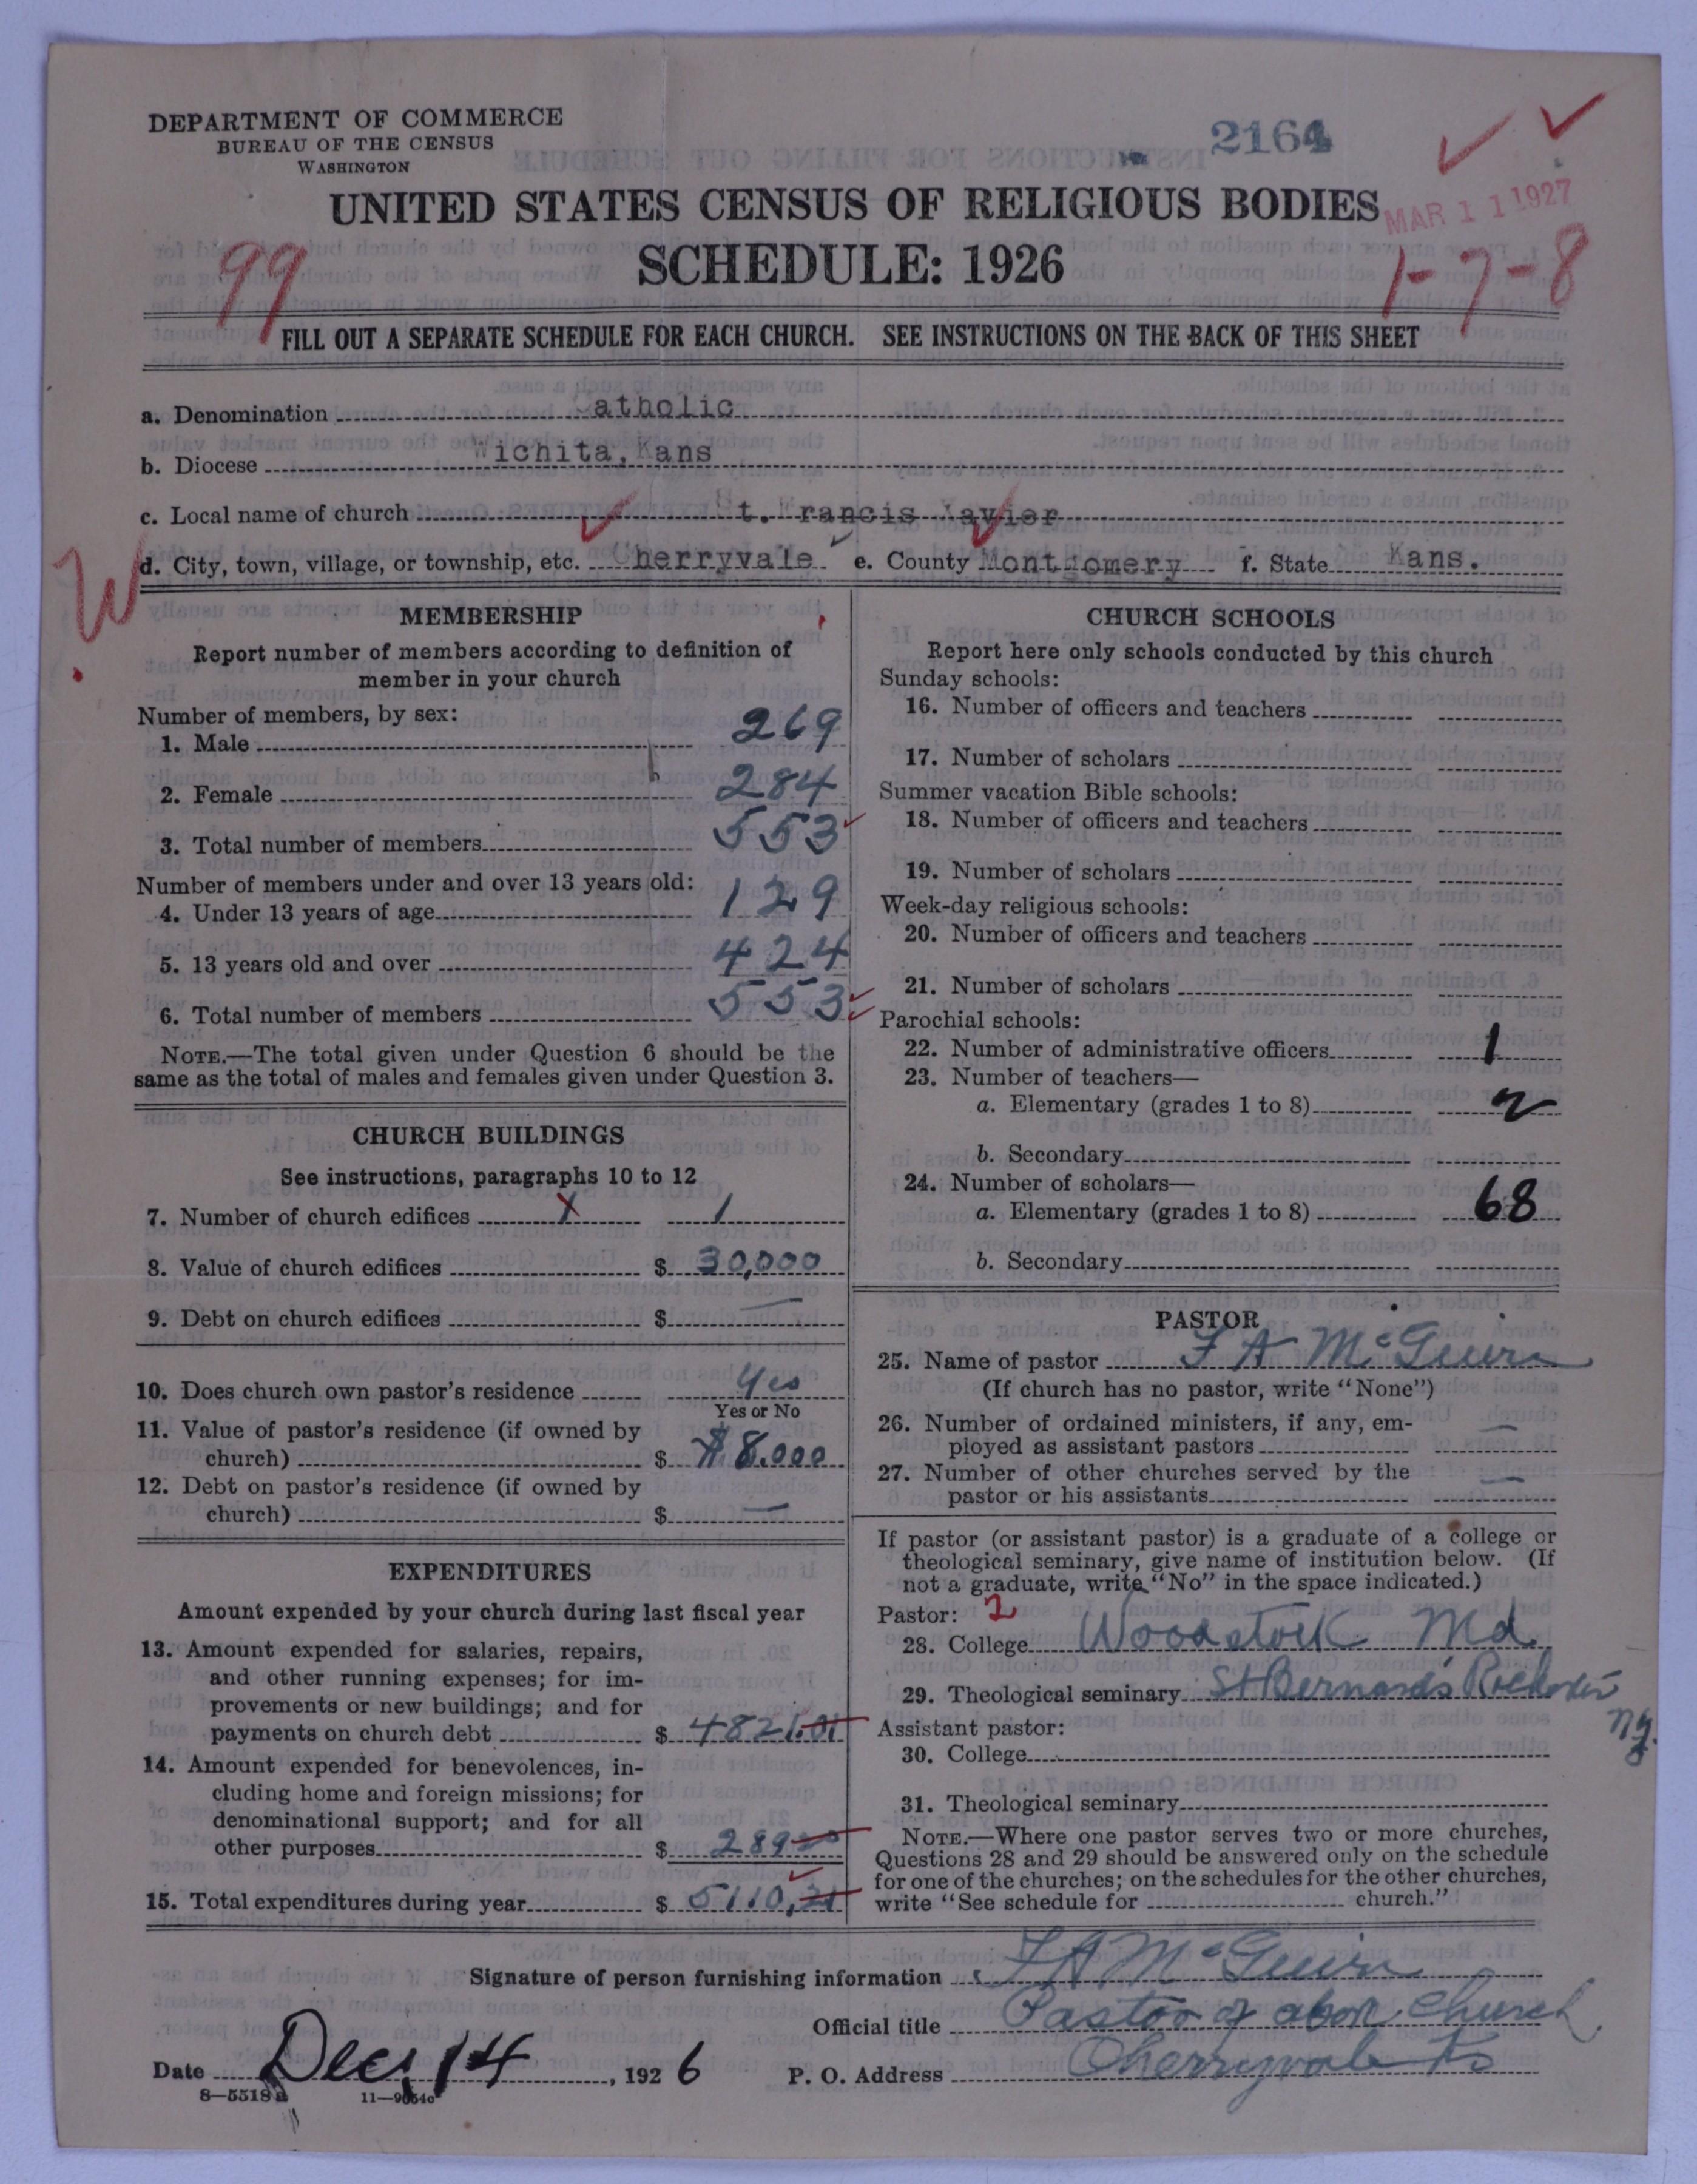 DEPARTMENT OF COMMERCE
BUREAU OF THE CENSUS
WASHINGTON
2164
MAR 11 1927
UNITED STATES CENSUS OF RELIGIOUS BODIES
SCHEDULE: 1926
99
1-7-8
FILL OUT A SEPARATE SCHEDULE FOR EACH CHURCH. SEE INSTRUCTIONS ON THE BACK OF THIS SHEET
a. Denomination Catholic
b. Diocese Wichita, Kans
c. Local name of church St. Francis Xavier
d. City, town, village, or township, etc. Cherryvale e. County Montgomery f. State Kans.
W
MEMBERSHIP
Report number of members according to definition of
member in your church
Number of members, by sex:
1. Male 269
2. Female 284
3. Total number of members 553
Number of members under and over 13 years old:
4. Under 13 years of age 129
5. 13 years old and over 424
6. Total number of members 553
NOTE.—The total given under Question 6 should be the
same as the total of males and females given under Question 3.
CHURCH BUILDINGS
See instructions, paragraphs 10 to 12
7. Number of church edifices 1 1
8. Value of church edifices $ 30,000
9. Debt on church edifices $ —
10. Does church own pastor's residence Yes
Yes or No
11. Value of pastor's residence (if owned by
church) $ $ 8.000
12. Debt on pastor's residence (if owned by
church) $ —
EXPENDITURES
Amount expended by your church during last fiscal year
13. Amount expended for salaries, repairs,
and other running expenses; for im-
provements or new buildings; and for
payments on church debt $ 4821.01
14. Amount expended for benevolences, in-
cluding home and foreign missions; for
denominational support; and for all
other purposes $ 289
15. Total expenditures during year $ 5110,21
CHURCH SCHOOLS
Report here only schools conducted by this church
Sunday schools:
16. Number of officers and teachers
17. Number of scholars
Summer vacation Bible schools:
18. Number of officers and teachers
19. Number of scholars
Week-day religious schools:
20. Number of officers and teachers
21. Number of scholars
Parochial schools:
22. Number of administrative officers 1
23. Number of teachers—
a. Elementary (grades 1 to 8) 2
b. Secondary
24. Number of scholars—
a. Elementary (grades 1 to 8) 68
b. Secondary
PASTOR
25. Name of pastor F A McGuire
(If church has no pastor, write "None")
26. Number of ordained ministers, if any, em-
ployed as assistant pastors —
27. Number of other churches served by the
pastor or his assistants —
If pastor (or assistant pastor) is a graduate of a college or
theological seminary, give name of institution below. (If
not a graduate, write "No" in the space indicated.)
Pastor: 2
28. College Woodstock Md
29. Theological seminary St Bernards Rochester
N.Y.
Assistant pastor:
30. College
31. Theological seminary
NOTE.—Where one pastor serves two or more churches,
Questions 28 and 29 should be answered only on the schedule
for one of the churches; on the schedules for the other churches,
write "See schedule for church."
Signature of person furnishing information F A McGuire
Official title Pastor of above Church
Date Dec 14, 1926 P. O. Address Cherryvale Ks
8—5518 a 11—9654c